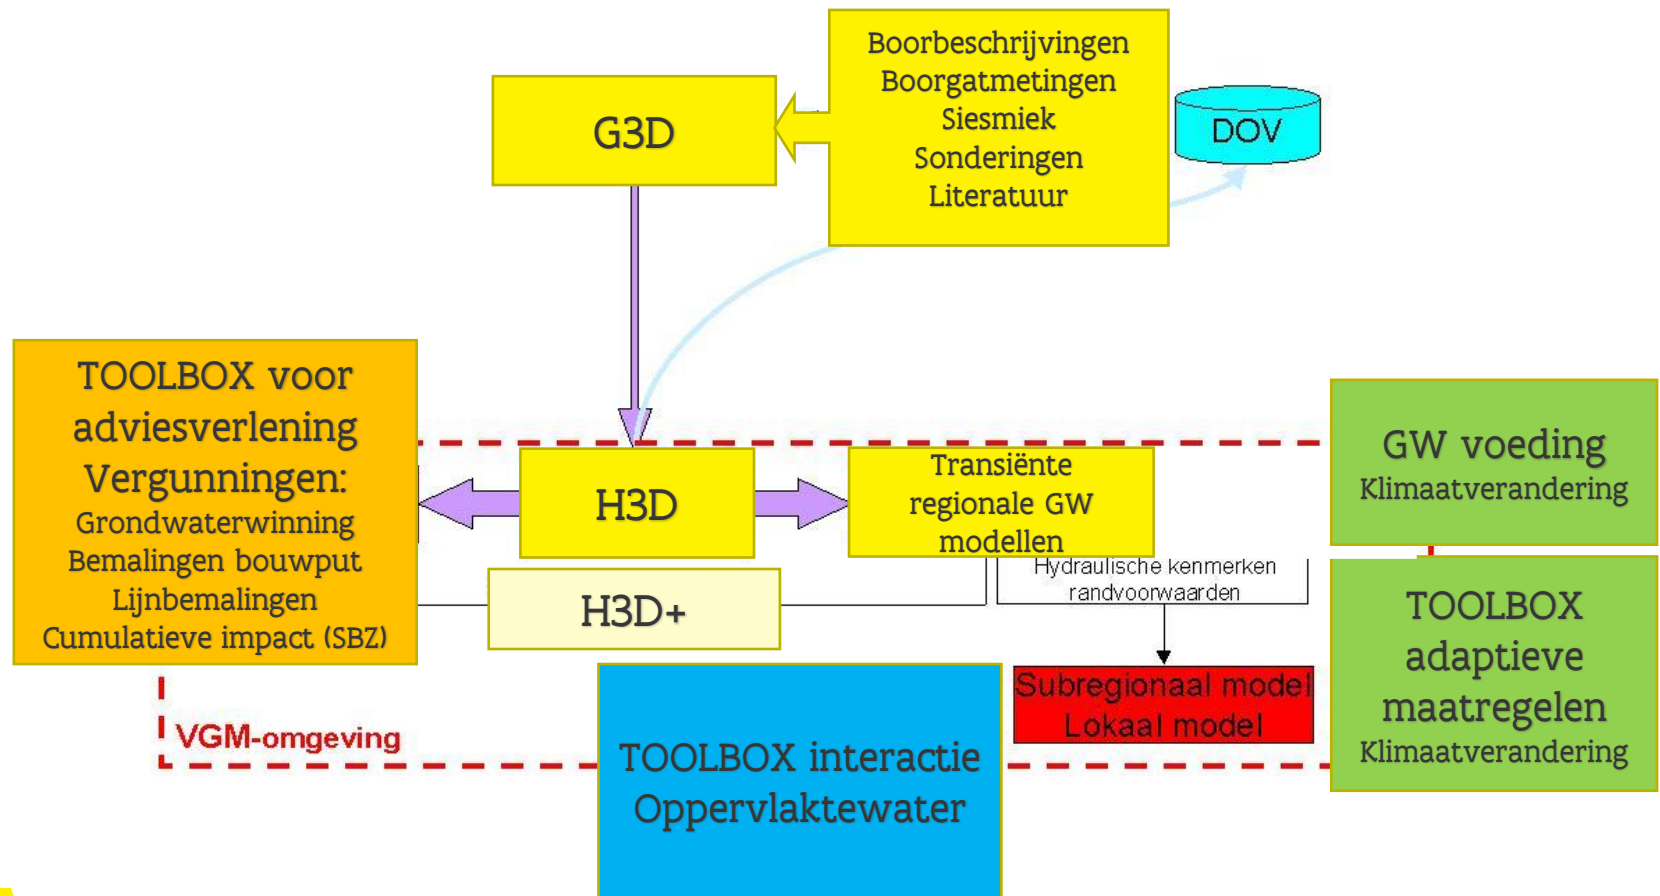 Boorbeschrijvingen
Boorgatmetingen
Siesmiek
Sonderingen
Literatuur
G3D
DOV
TOOLBOX voor
adviesverlening
Vergunningen:
Grondwaterwinning
Bemalingen bouwput
Lijnbemalingen
Cumulatieve impact (SBZ)
H3D
Transiënte
regionale GW
modellen
GW voeding
Klimaatverandering
H3D+
Hydraulische kenmerken
randvoorwaarden
TOOLBOX
adaptieve
maatregelen
Klimaatverandering
Subregionaal model
Lokaal model
VGM-omgeving
TOOLBOX interactie
Oppervlaktewater